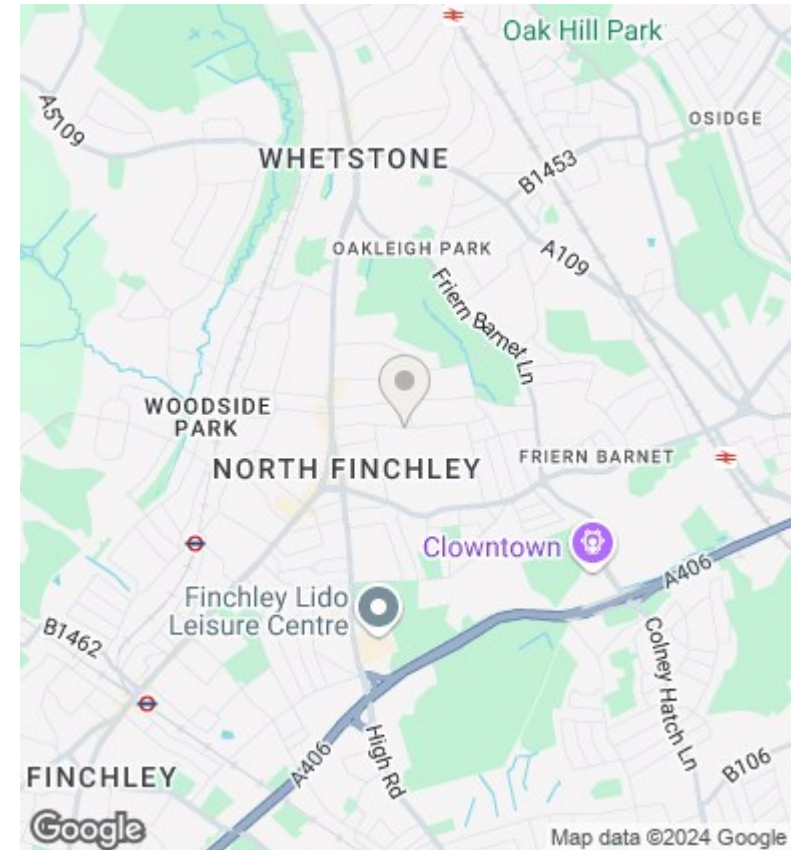 Oak Hill Park
A5109
OSIDGE
WHETSTONE
B1453
OAKLEIGH PARK
A109
Friern Barnet Ln
WOODSIDE
PARK
NORTH FINCHLEY
FRIERN BARNET
Clowntown
A406
Finchley Lido
Leisure Centre
B1462
Colney Hatch Ln
High Rd
A406
B106
FINCHLEY
Google
Map data ©2024 Google